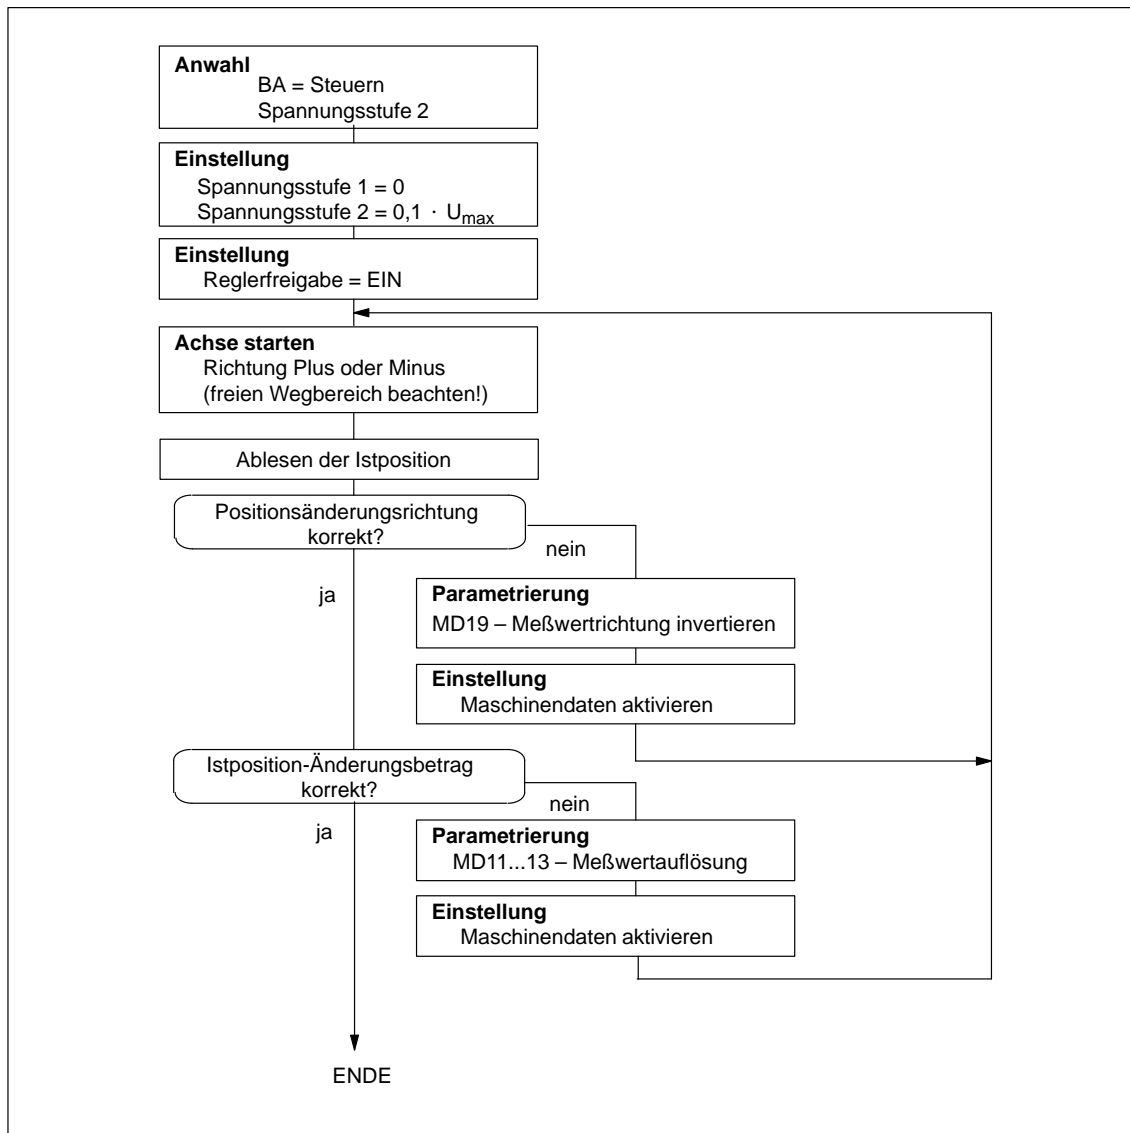 Anwahl
BA = Steuern
Spannungsstufe 2
Einstellung
Spannungsstufe 1 = 0
Spannungsstufe 2 = 0,1 · Umax
Einstellung
Reglerfreigabe = EIN
Achse starten
Richtung Plus oder Minus
(freien Wegbereich beachten!)
Ablesen der Istposition
Positionsänderungsrichtung
korrekt?
nein
ja
Parametrierung
MD19 – Meßwertrichtung invertieren
Einstellung
Maschinendaten aktivieren
Istposition-Änderungsbetrag
korrekt?
nein
ja
Parametrierung
MD11...13 – Meßwertauflösung
Einstellung
Maschinendaten aktivieren
ENDE